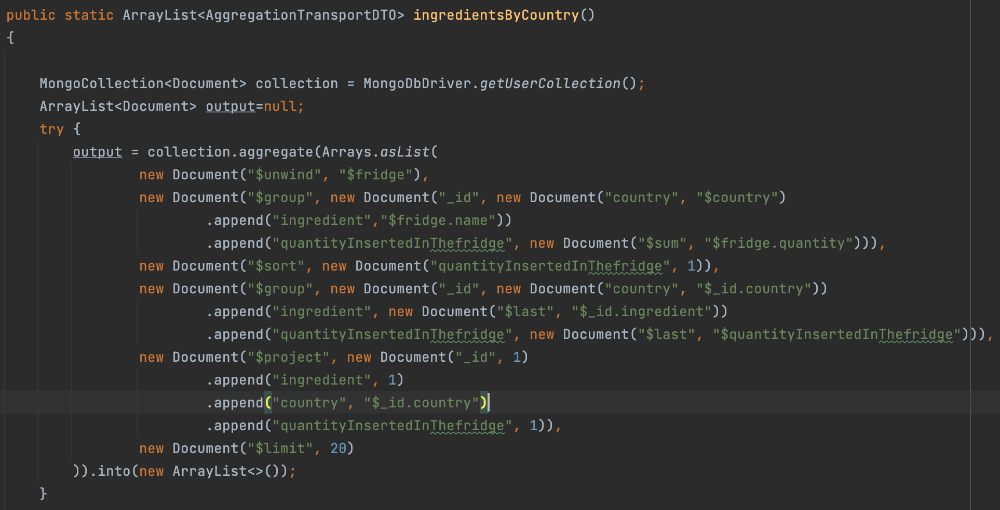 public static ArrayList<AggregationTransportDTO> ingredientsByCountry()
{
MongoCollection<Document> collection = MongoDbDriver.getUserCollection();
ArrayList<Document> output=null;
try {
output = collection.aggregate(Arrays.asList(
new Document("$unwind", "$fridge"),
new Document("$group", new Document("_id", new Document("country", "$country")
.append("ingredient","$fridge.name"))
.append("quantityInsertedInThefridge", new Document("$sum", "$fridge.quantity"))),
new Document("$sort", new Document("quantityInsertedInThefridge", 1)),
new Document("$group", new Document("_id", new Document("country", "$_id.country"))
.append("ingredient", new Document("$last", "$_id.ingredient"))
.append("quantityInsertedInThefridge", new Document("$last", "$quantityInsertedInThefridge"))),
new Document("$project", new Document("_id", 1)
.append("ingredient", 1)
.append("country", "$_id.country")
.append("quantityInsertedInThefridge", 1)),
new Document("$limit", 20)
)).into(new ArrayList<>());
}